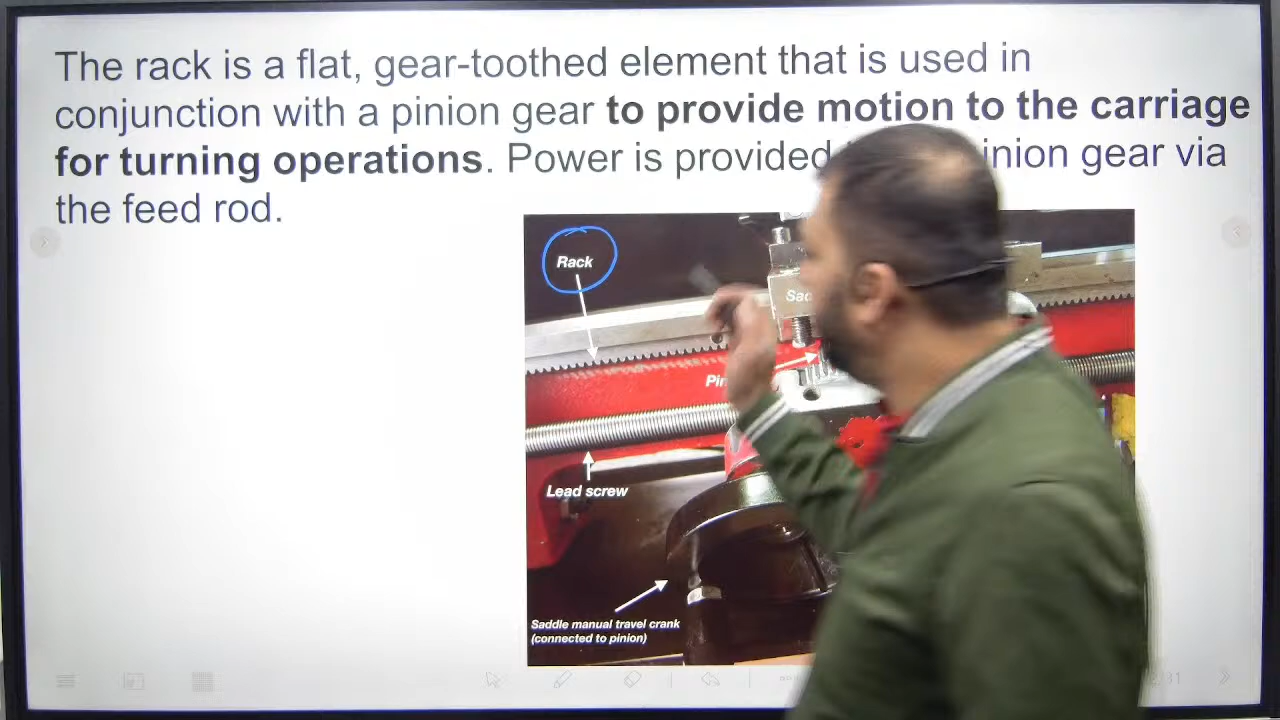 The rack is a flat, gear-toothed element that is used in
conjunction with a pinion gear to provide motion to the carriage
for turning operations. Power is provided gear via
the feed rod.
Rack
Lead screw
Saddle manual travel crank
(connected to pinion)